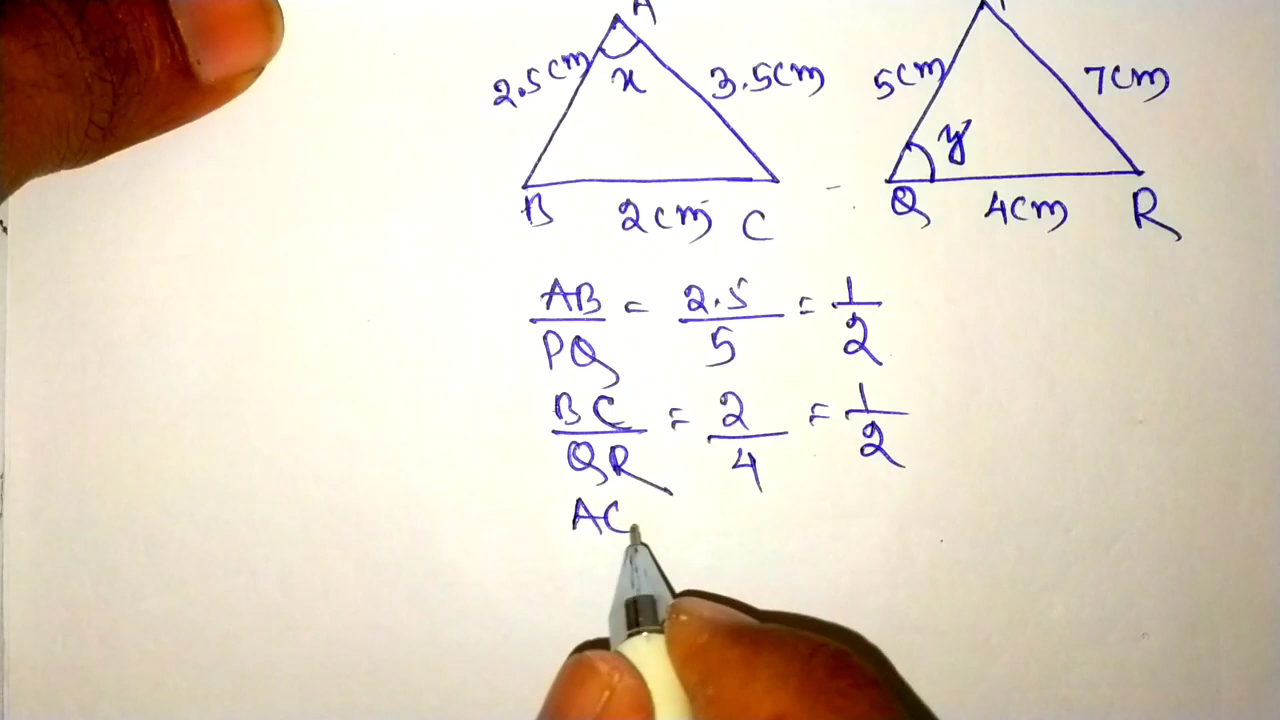 A
2.5cm x 3.5cm 5cm y 7cm
B 2cm C Q 4cm R
AB/PQ = 2.5/5 = 1/2
BC/QR = 2/4 = 1/2
AC